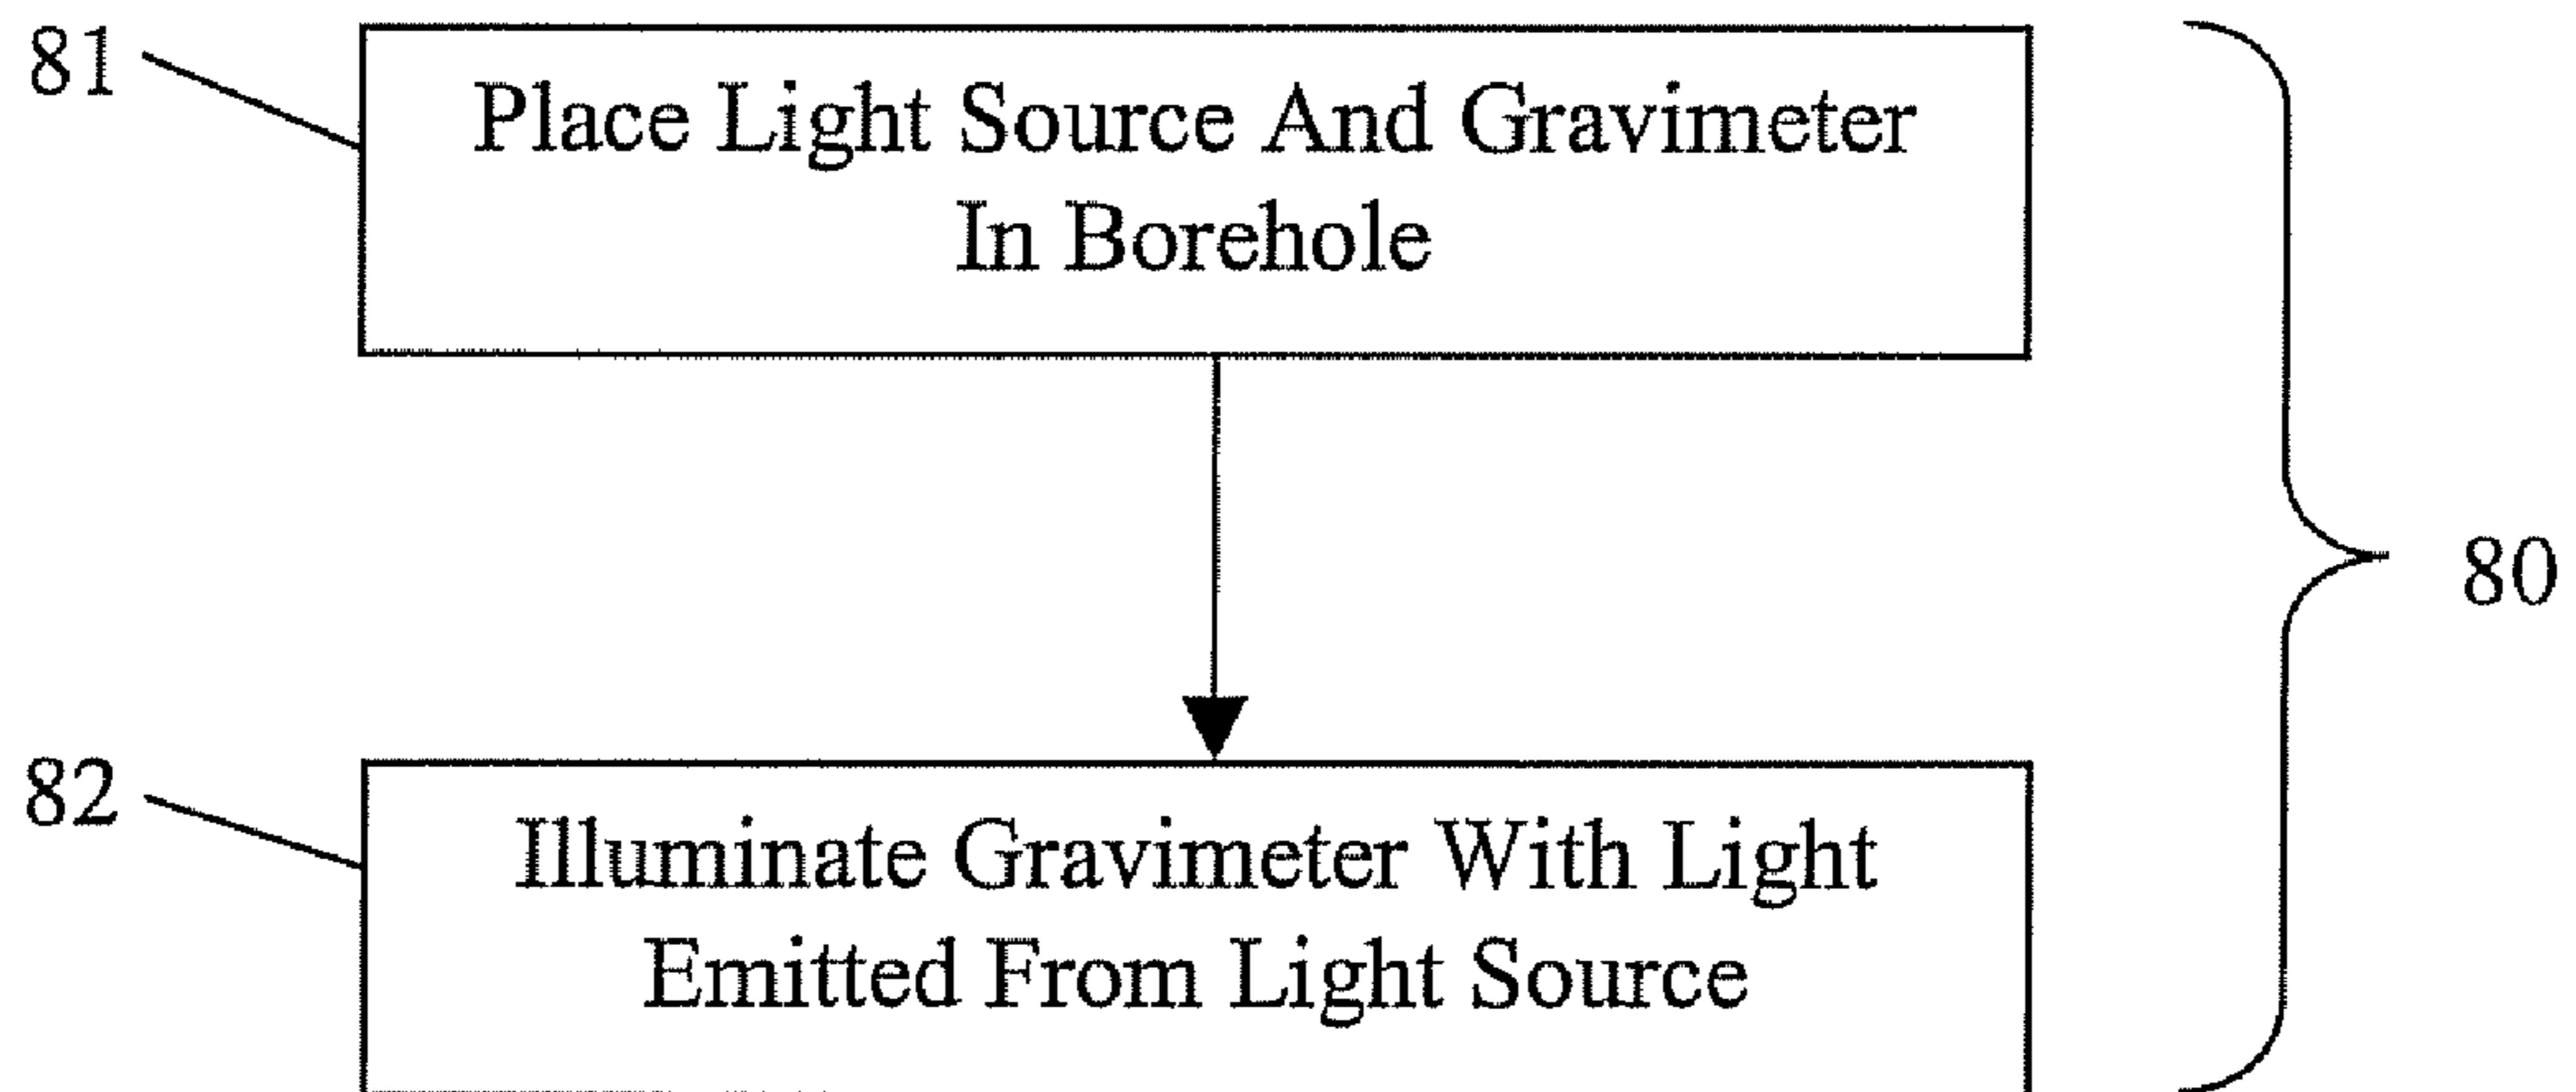 81
Place Light Source And Gravimeter
In Borehole
80
82
Illuminate Gravimeter With Light
Emitted From Light Source